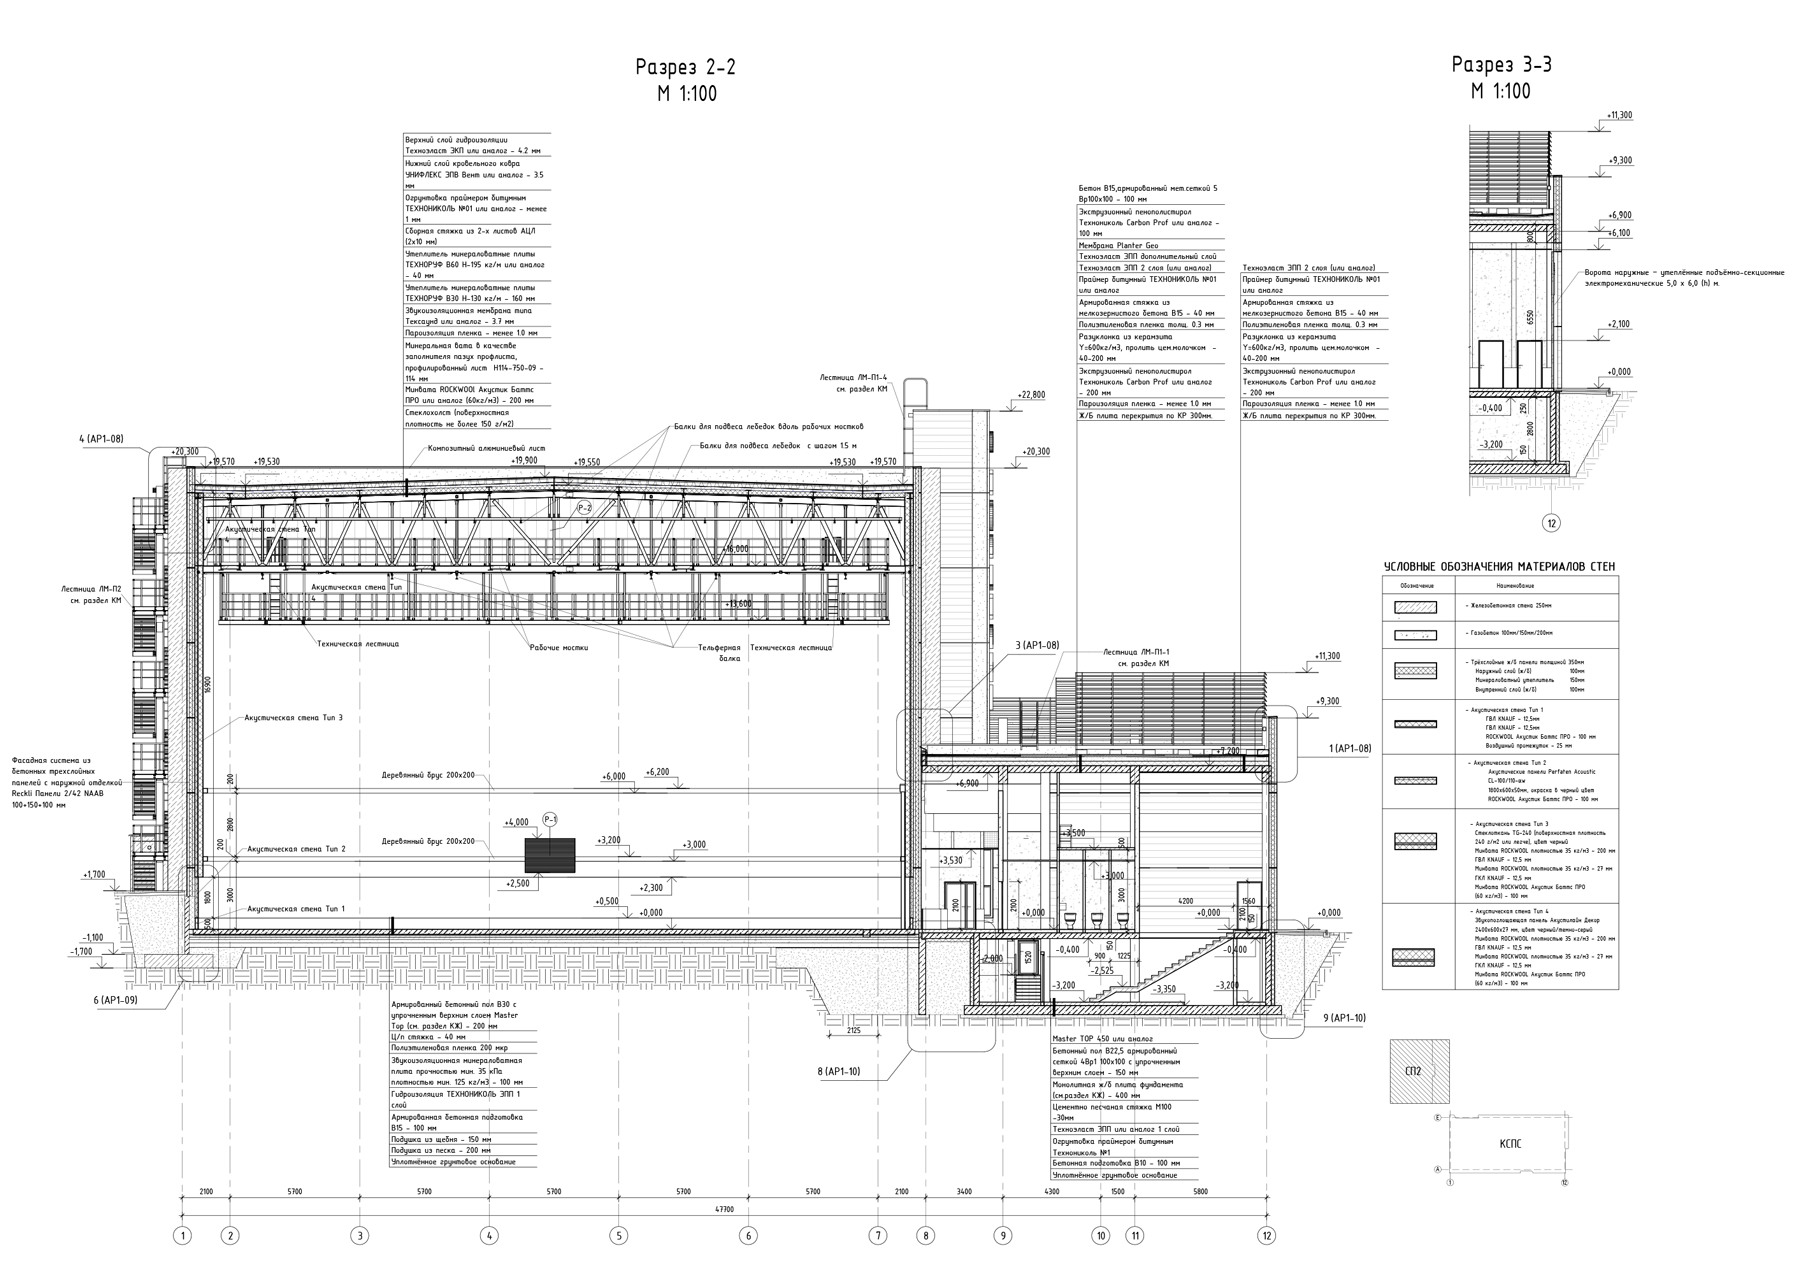 Разрез 2-2
М 1:100
Разрез 3-3
М 1:100
Верхний слой гидроизоляции
Техноэласт ЭКП или аналог - 4.2 мм
Нижний слой кровельного ковра
УНИФЛЕКС ЭПВ Вент или аналог - 3.5
мм
Огрунтовка праймером битумным
ТЕХНОНИКОЛЬ №01 или аналог - менее
1 мм
Сборная стяжка из 2-х листов АЦЛ
(2х10 мм)
Утеплитель минераловатные плиты
ТЕХНОРУФ В60 Н-195 кг/м или аналог
- 40 мм
Утеплитель минераловатные плиты
ТЕХНОРУФ В30 Н-130 кг/м - 160 мм
Звукоизоляционная мембрана типа
Тексаунд или аналог - 3.7 мм
Пароизоляция пленка - менее 1.0 мм
Минеральная вата в качестве
заполнителя пазух профлиста,
профилированный лист Н114-750-09 -
114 мм
Минвата ROCKWOOl Акустик Баттс
ПРО или аналог (60кг/м3) - 200 мм
Стеклохолст (поверхностная
плотность не более 150 г/м2)
Композитный алюминиевый лист
Бетон В15,армированный мет.сеткой 5
Вр100х100 - 100 мм
Экструзионный пенополистирол
Технониколь Carbon Prof или аналог -
100 мм
Мембрана Planter Geo
Техноэласт ЭПП дополнительный слой
Техноэласт ЭПП 2 слоя (или аналог)
Праймер битумный ТЕХНОНИКОЛЬ №01
или аналог
Армированная стяжка из
мелкозернистого бетона В15 - 40 мм
Полиэтиленовая пленка толщ. 0.3 мм
Разуклонка из керамзита
Y=600кг/м3, пролить цем.молочком -
40-200 мм
Экструзионный пенополистирол
Технониколь Carbon Prof или аналог
- 200 мм
Пароизоляция пленка - менее 1.0 мм
Ж/Б плита перекрытия по КР 300мм.
Техноэласт ЭПП 2 слоя (или аналог)
Праймер битумный ТЕХНОНИКОЛЬ №01
или аналог
Армированная стяжка из
мелкозернистого бетона В15 - 40 мм
Полиэтиленовая пленка толщ. 0.3 мм
Разуклонка из керамзита
Y=600кг/м3, пролить цем.молочком -
40-200 мм
Экструзионный пенополистирол
Технониколь Carbon Prof или аналог
- 200 мм
Пароизоляция пленка - менее 1.0 мм
Ж/Б плита перекрытия по КР 300мм.
+11,300
+9,300
+6,900
+6,100
800
Ворота наружные - утеплённые подъёмно-секционные
электромеханические 5,0 х 6,0 (h) м.
6550
+2,100
+0,000
-0,400
250
2800
-3,200
150
12
Лестница ЛМ-П1-4
см. раздел КМ
+22,800
+20,300
Балки для подвеса лебедок вдоль рабочих мостков
Балки для подвеса лебедок с шагом 1.5 м
4 (АР1-08)
+20,300
+19,570
+19,530
+19,900
+19,550
+19,530
+19,570
Р-2
Акустическая стена Тип
4
+16,000
Акустическая стена Тип
4
+13,600
Лестница ЛМ-П2
см. раздел КМ
Техническая лестница
Рабочие мостки
Тельферная
балка
Техническая лестница
3 (АР1-08)
Лестница ЛМ-П1-1
см. раздел КМ
+11,300
+9,300
1 (АР1-08)
16900
Акустическая стена Тип 3
Фасадная система из
бетонных трехслойных
панелей с наружной отделкой
Reckli Панели 2/42 NAAB
100+150+100 мм
200
Деревянный брус 200х200
+6,000
+6,200
+7,200
+6,900
2800
Р-1
+4,000
Деревянный брус 200х200
+3,200
+3,000
200
Акустическая стена Тип 2
+2,500
+2,300
+3,500
500
+3,530
+3,000
+1,700
1800
3000
Акустическая стена Тип 1
500
+0,500
+0,000
2100
2100
+0,000
3000
4200
1560
+0,000
2100
150
+0,000
-1,100
-1,700
-2,000
1520
-0,400
150
900
1225
-2,525
-3,200
-3,350
-0,400
-3,200
6 (АР1-09)
2125
8 (АР1-10)
9 (АР1-10)
Армированный бетонный пол В30 с
упрочненным верхним слоем Master
Top (см. раздел КЖ) - 200 мм
Ц/п стяжка - 40 мм
Полиэтиленовая пленка 200 мкр
Звукоизоляционная минераловатная
плита прочностью мин. 35 кПа
плотностью мин. 125 кг/м3 - 100 мм
Гидроизоляция ТЕХНОНИКОЛЬ ЭПП 1
слой
Армированная бетонная подготовка
В15 - 100 мм
Подушка из щебня - 150 мм
Подушка из песка - 200 мм
Уплотнённое грунтовое основание
Master TOP 450 или аналог
Бетонный пол В22,5 армированный
сеткой 4Вр1 100х100 с упрочненным
верхним слоем - 150 мм
Монолитная ж/б плита фундамента
(см.раздел КЖ) - 400 мм
Цементно песчаная стяжка М100
-30мм
Техноэласт ЭПП или аналог 1 слой
Огрунтовка праймером битумным
Технониколь №1
Бетонная подготовка В10 - 100 мм
Уплотнённое грунтовое основание
2100
5700
5700
5700
5700
5700
2100
3400
4300
1500
5800
47700
1
2
3
4
5
6
7
8
9
10
11
12
УСЛОВНЫЕ ОБОЗНАЧЕНИЯ МАТЕРИАЛОВ СТЕН
Обозначение
Наименование
- Железобетонная стена 250мм
- Газобетон 100мм/150мм/200мм
- Трёхслойные ж/б панели толщиной 350мм
Наружный слой (ж/б) 100мм
Минераловатный утеплитель 150мм
Внутренний слой (ж/б) 100мм
- Акустическая стена Тип 1
ГВЛ KNAUF - 12,5мм
ГВЛ KNAUF - 12,5мм
ROCKWOOL Акустик Баттс ПРО - 100 мм
Воздушный промежуток - 25 мм
- Акустическая стена Тип 2
Акустические панели Perfaten Acoustic
1800х600х50мм, окраска в черный цвет
ROCKWOOL Акустик Баттс ПРО - 100 мм
- Акустическая стена Тип 3
Стеклоткань TG-240 (поверхностная плотность
240 г/м2 или легче), цвет черный
Минвата ROCKWOOL плотностью 35 кг/м3 - 200 мм
ГВЛ KNAUF - 12,5 мм
Минвата ROCKWOOL плотностью 35 кг/м3 - 27 мм
ГКЛ KNAUF - 12,5 мм
Минвата ROCKWOOL Акустик Баттс ПРО
(60 кг/м3) - 100 мм
- Акустическая стена Тип 4
Звукопоглощающая панель Акустилайн Декор
2400х600х27 мм, цвет черный/темно-серый
Минвата ROCKWOOL плотностью 35 кг/м3 - 200 мм
ГВЛ KNAUF - 12,5 мм
Минвата ROCKWOOL плотностью 35 кг/м3 - 27 мм
ГКЛ KNAUF - 12,5 мм
Минвата ROCKWOOL Акустик Баттс ПРО
(60 кг/м3) - 100 мм
СП2
Е
КСПС
А
1
12